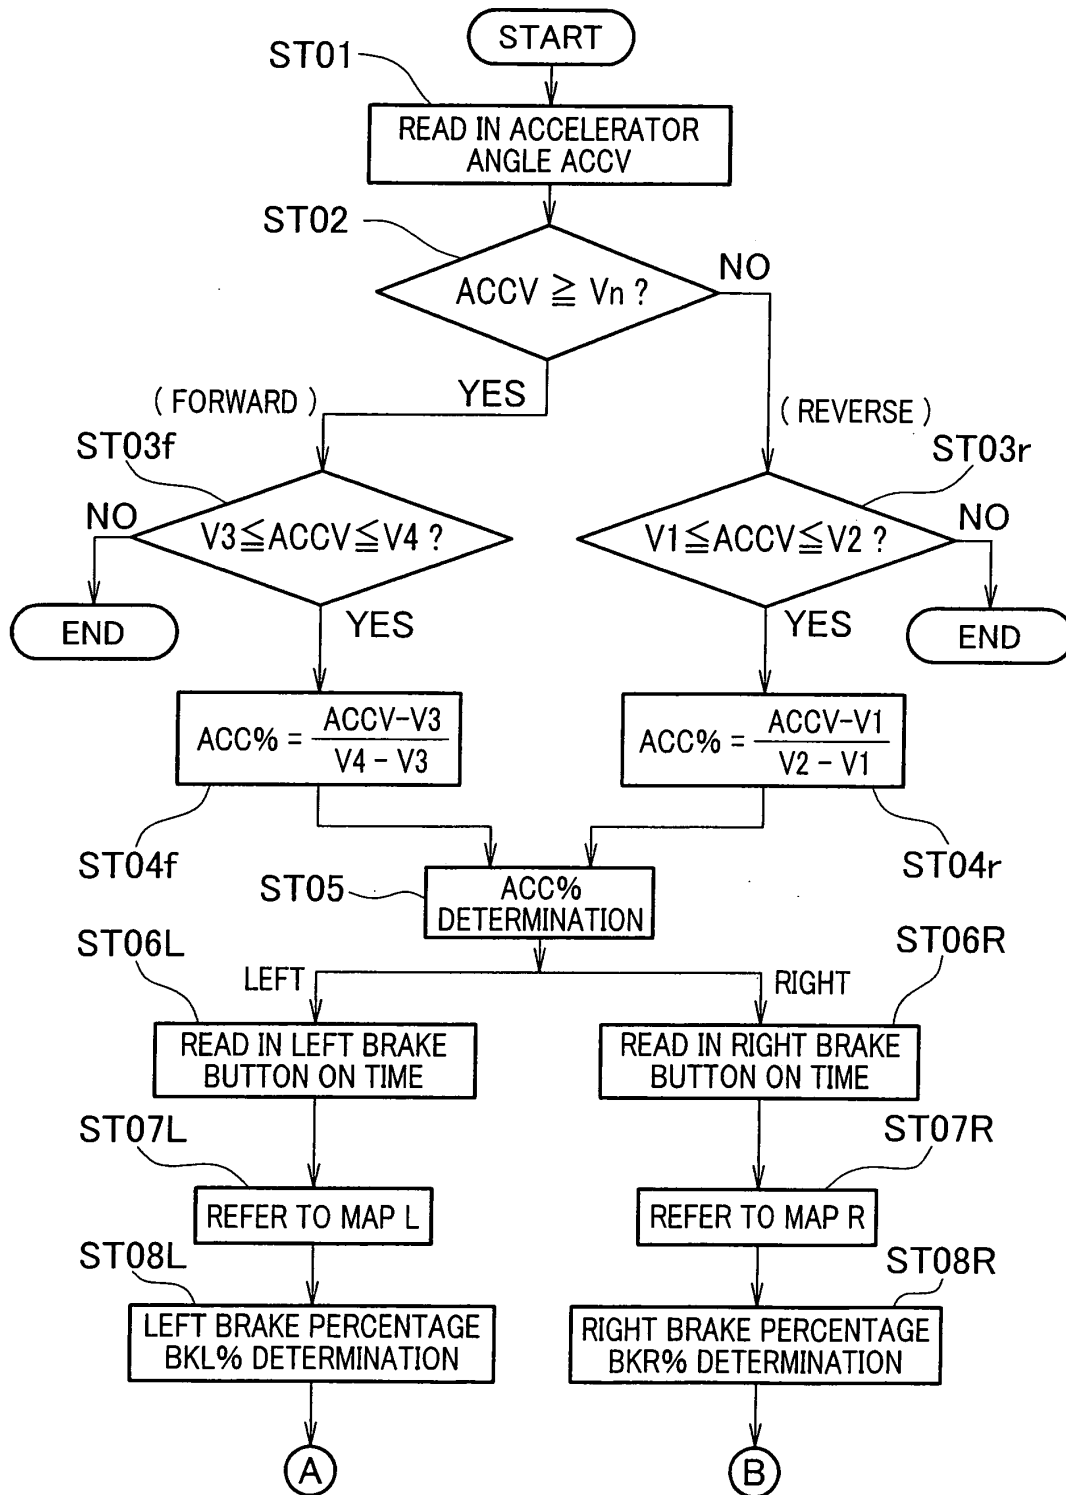 START
ST01
READ IN ACCELERATOR
ANGLE ACCV
ST02
ACCV ≧ Vn ?
NO
YES
( FORWARD )
( REVERSE )
ST03f
ST03r
NO
V3≦ACCV≦V4 ?
V1≦ACCV≦V2 ?
NO
END
YES
YES
END
ACC% = ACCV-V3 / V4 - V3
ACC% = ACCV-V1 / V2 - V1
ST04f
ST04r
ST05
ACC%
DETERMINATION
ST06L
ST06R
LEFT
RIGHT
READ IN LEFT BRAKE
BUTTON ON TIME
READ IN RIGHT BRAKE
BUTTON ON TIME
ST07L
ST07R
REFER TO MAP L
REFER TO MAP R
ST08L
ST08R
LEFT BRAKE PERCENTAGE
BKL% DETERMINATION
RIGHT BRAKE PERCENTAGE
BKR% DETERMINATION
A
B